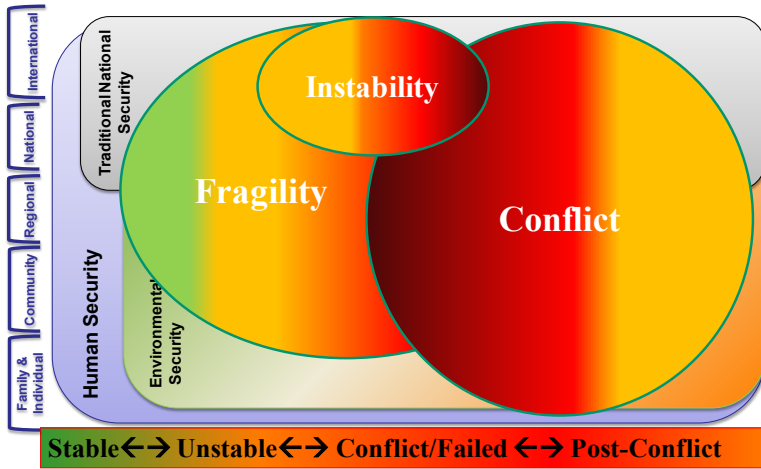 International
National
Regional
Community
Family &
Individual
Human Security
Traditional National
Security
Environmental
Security
Instability
Fragility
Conflict
Stable←→ Unstable←→ Conflict/Failed ←→ Post-Conflict